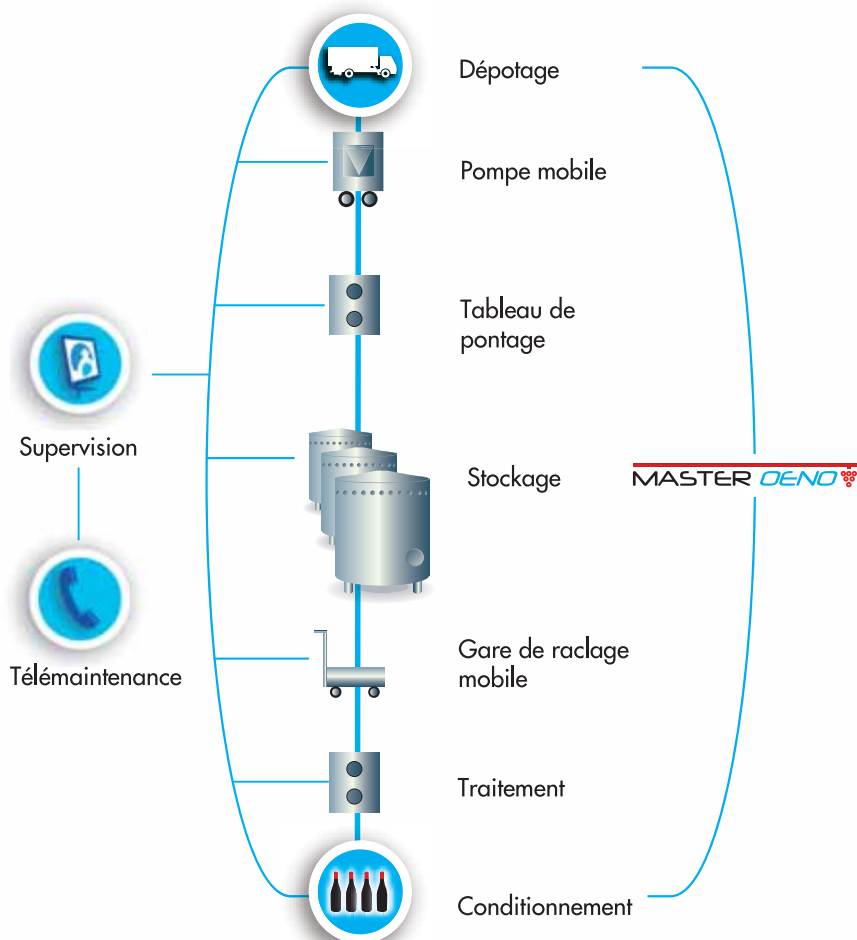 Dépotage
Pompe mobile
Tableau de
pontage
Supervision
Stockage
MASTER OENO
Télémaintenance
Gare de raclage
mobile
Traitement
Conditionnement